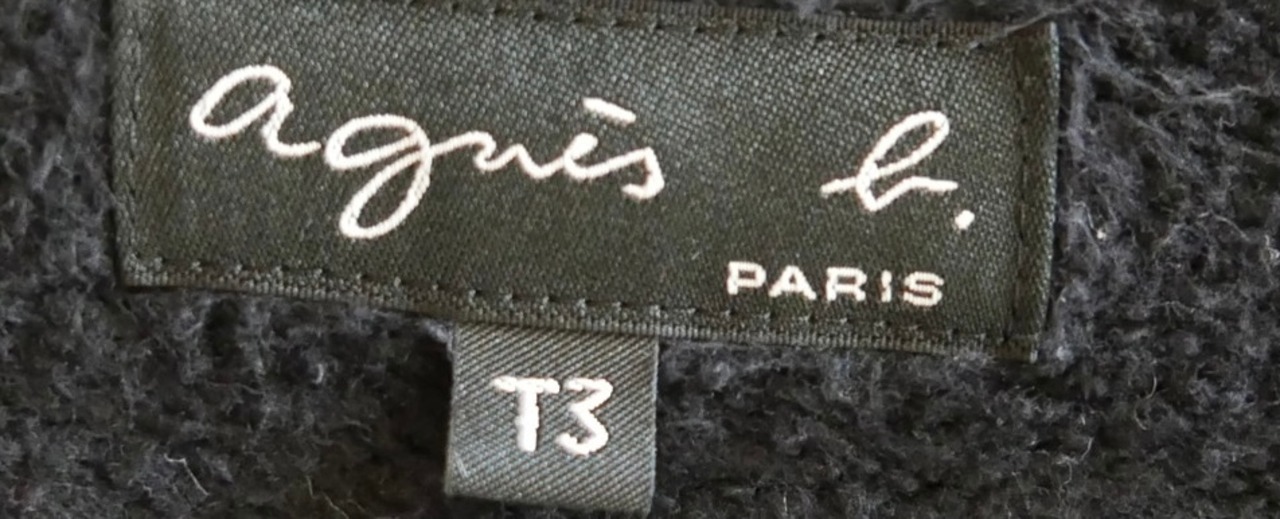 agnès b.
PARIS
T3